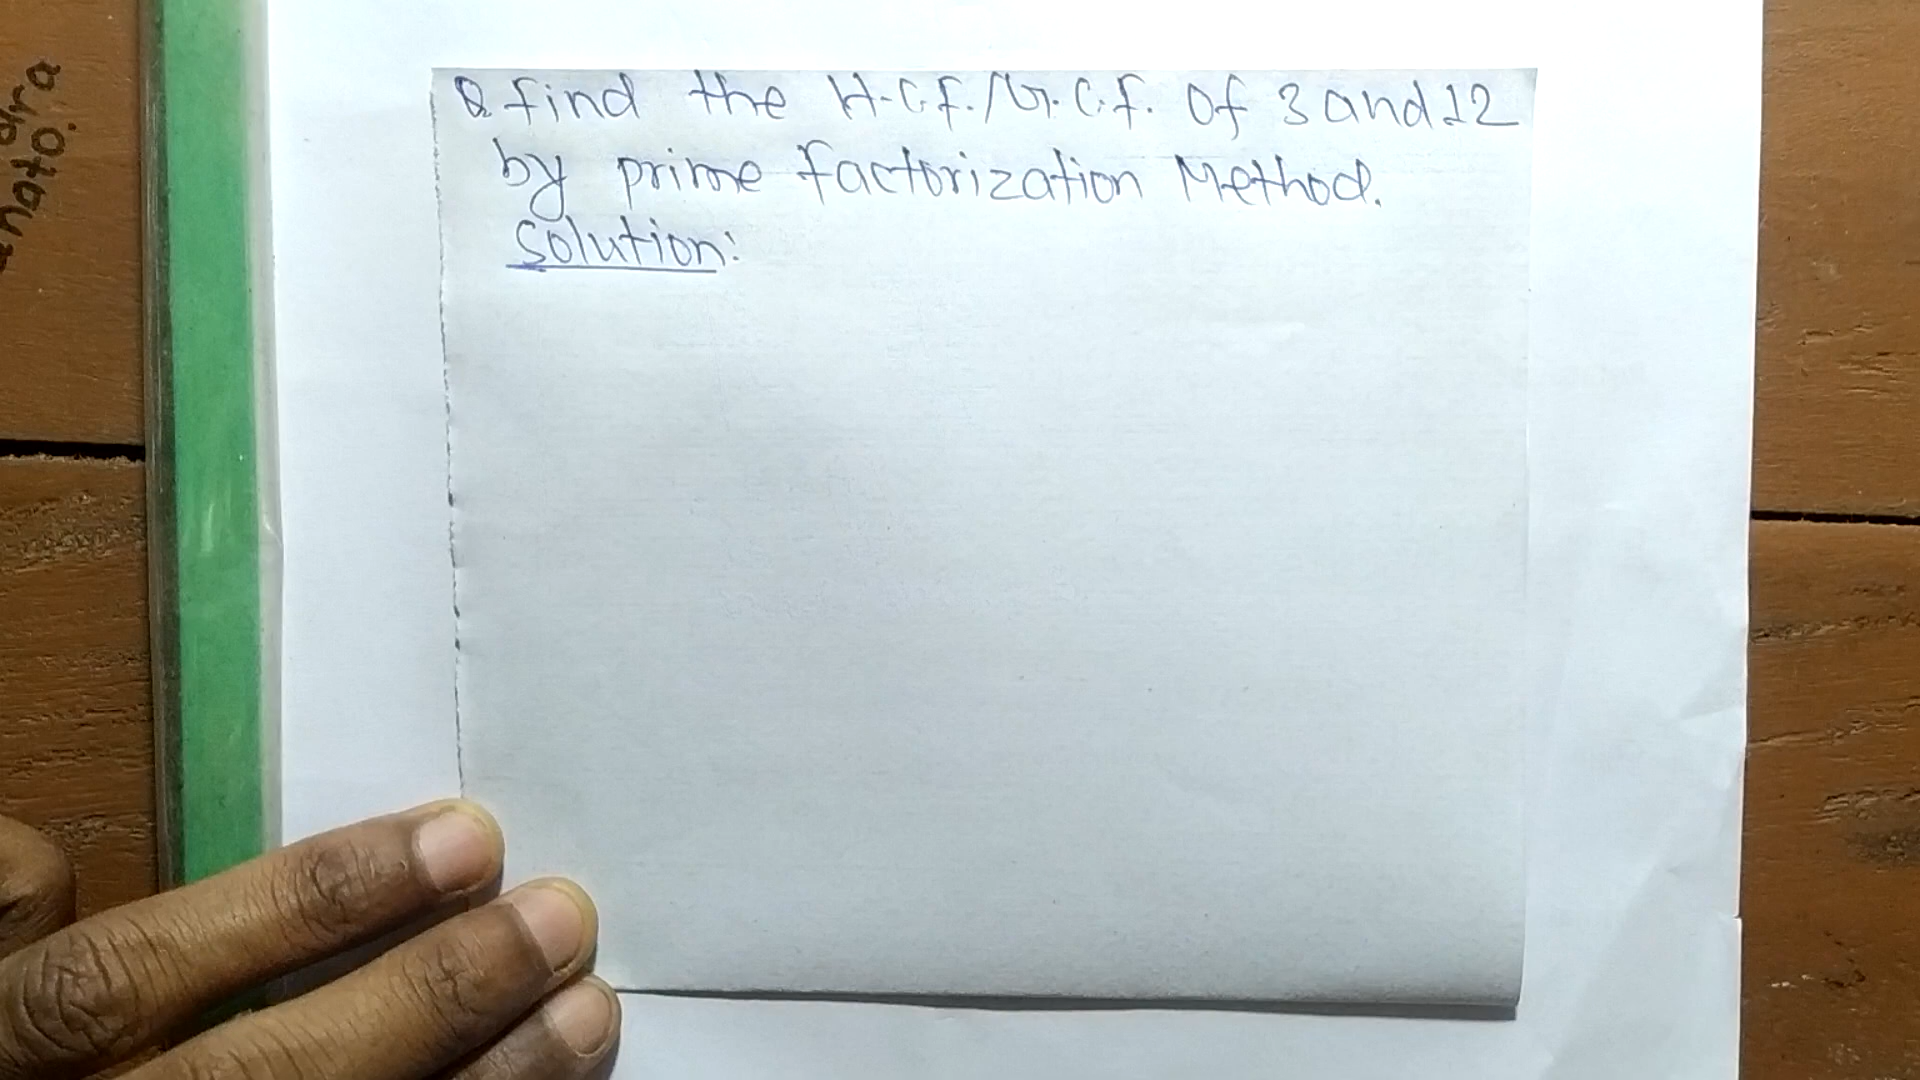 Q find the H.C.F./G.C.f. Of 3 and 12
by prime factorization Method.
Solution: